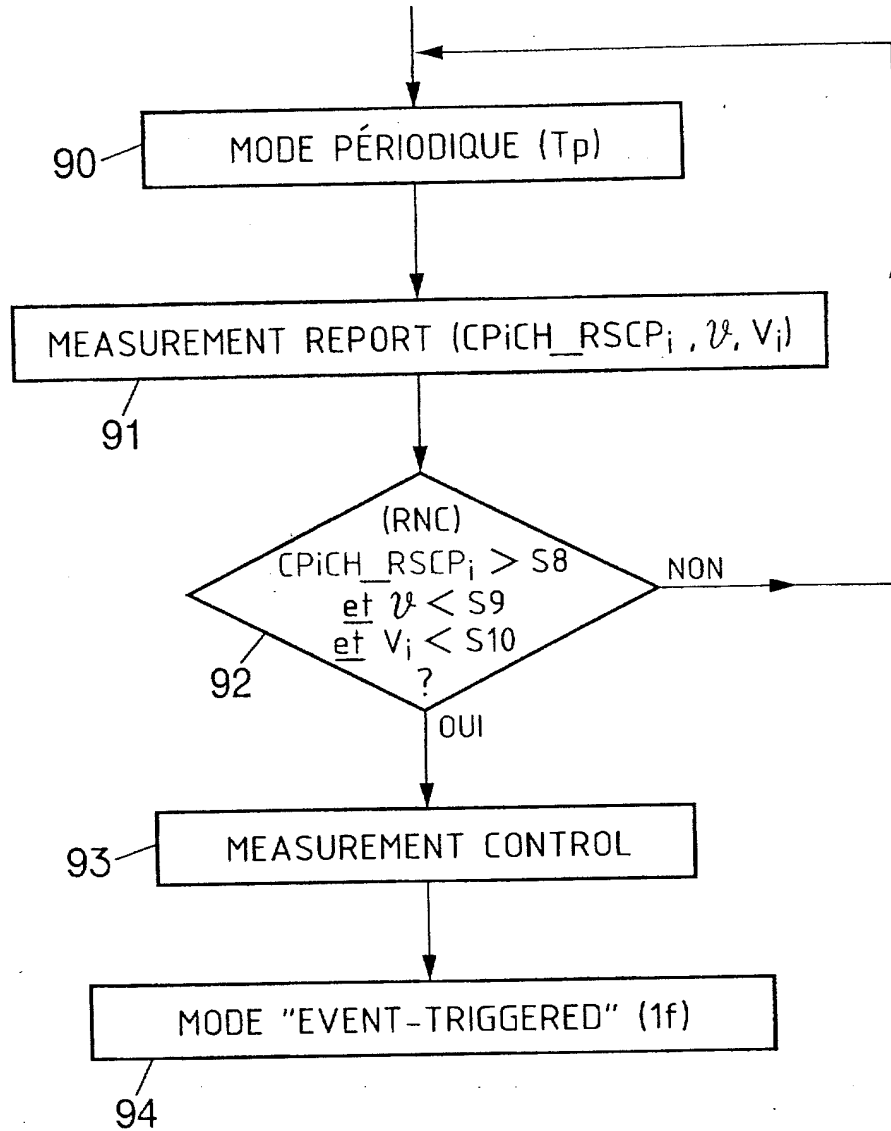 MODE PÉRIODIQUE (Tp)
90
MEASUREMENT REPORT (CPiCH_RSCPi , 𝒱, Vi)
91
(RNC)
CPiCH_RSCPi > S8
et 𝒱 < S9
et Vi < S10
?
NON
92
OUI
MEASUREMENT CONTROL
93
MODE "EVENT-TRIGGERED" (1f)
94